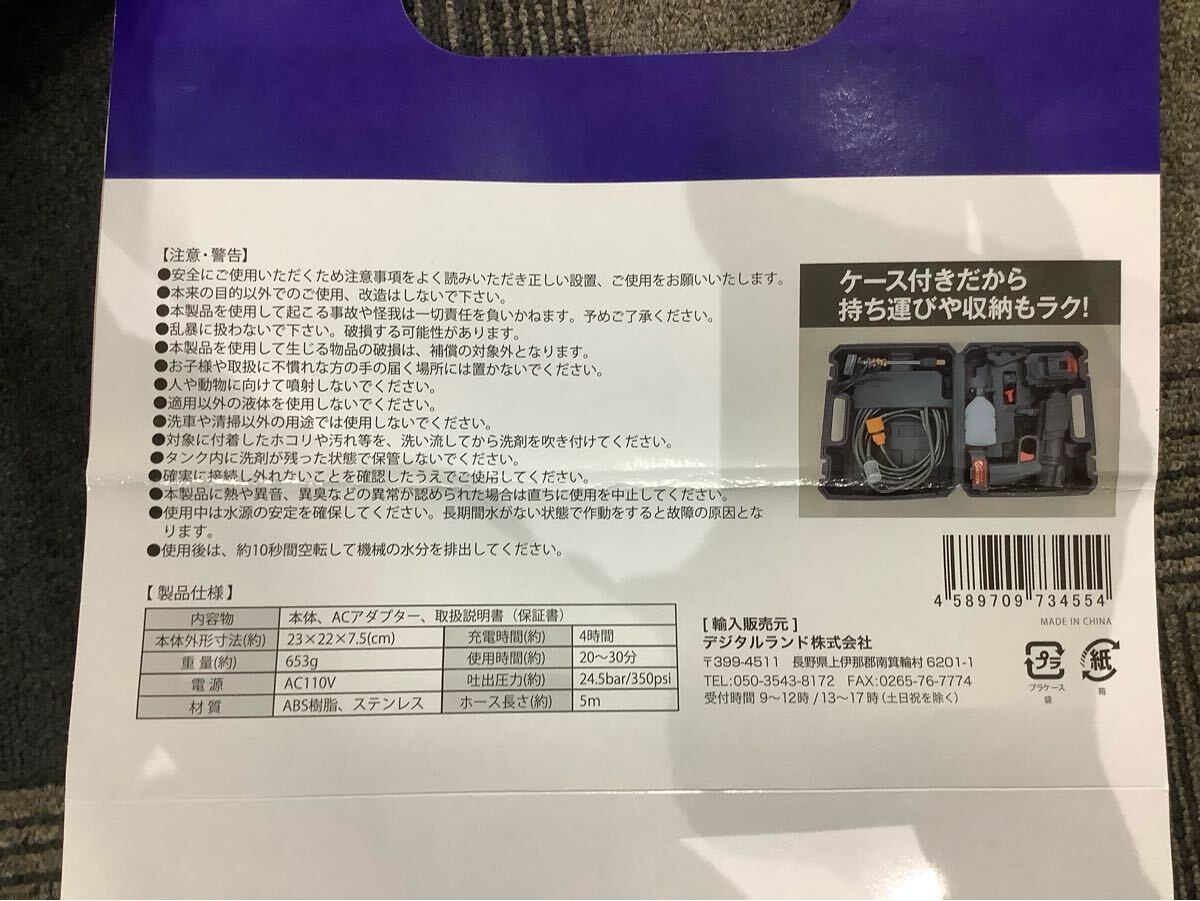 【注意・警告】
●安全にご使用いただくため注意事項をよく読みいただき正しい設置、ご使用をお願いいたします。
●本来の目的以外でのご使用、改造はしないで下さい。
●本製品を使用して起こる事故や怪我は一切責任を負いかねます。予めご了承ください。
●乱暴に扱わないで下さい。破損する可能性があります。
●本製品を使用して生じる物品の破損は、補償の対象外となります。
●お子様や取扱に不慣れな方の手の届く場所には置かないでください。
●人や動物に向けて噴射しないでください。
●適用以外の液体を使用しないでください。
●洗車や清掃以外の用途では使用しないでください。
●対象に付着したホコリや汚れ等を、洗い流してから洗剤を吹き付けてください。
●タンク内に洗剤が残った状態で保管しないでください。
●確実に接続し外れないことを確認したうえでご使用してください。
●本製品に熱や異音、異臭などの異常が認められた場合は直ちに使用を中止してください。
●使用中は水源の安定を確保してください。長期間水がない状態で作動をすると故障の原因とな
ります。
●使用後は、約10秒間空転して機械の水分を排出してください。
ケース付きだから
持ち運びや収納もラク!
4 589709 734554
MADE IN CHINA
【製品仕様】
内容物 本体、ACアダプター、取扱説明書（保証書）
本体外形寸法(約) 23×22×7.5(cm) 充電時間(約) 4時間
重量(約) 653g 使用時間(約) 20〜30分
電源 AC110V 吐出圧力(約) 24.5bar/350psi
材質 ABS樹脂、ステンレス ホース長さ(約) 5m
[ 輸入販売元 ]
デジタルランド株式会社
〒399-4511 長野県上伊那郡南箕輪村 6201-1
TEL:050-3543-8172 FAX:0265-76-7774
受付時間 9〜12時 /13〜17時 (土日祝を除く)
プラ
プラケース
袋
紙
箱